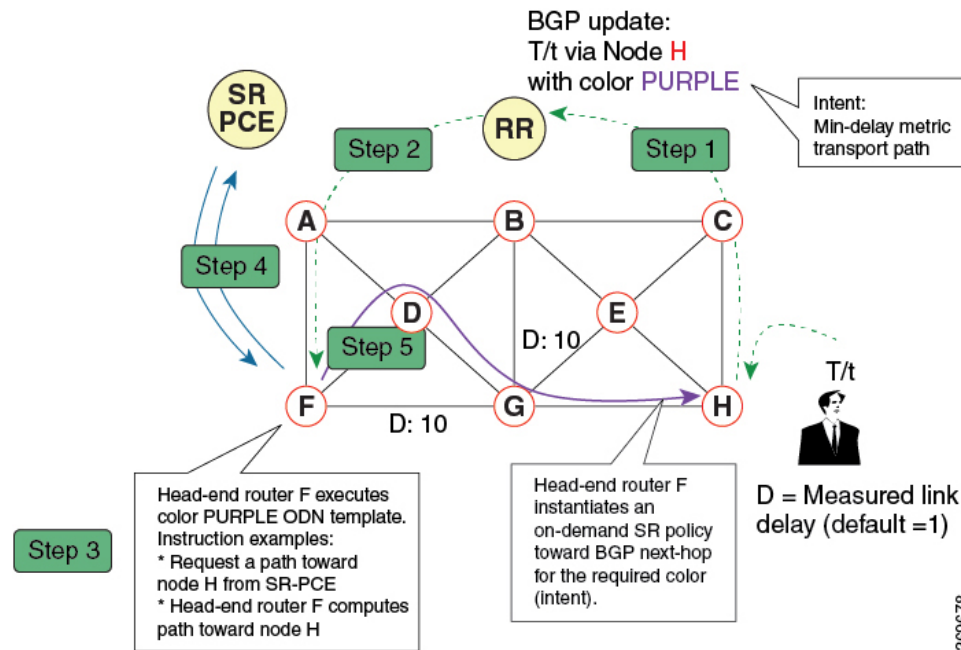 BGP update:
T/t via Node H
with color PURPLE
Intent:
Min-delay metric
transport path
SR
PCE
RR
Step 2
Step 1
A
B
C
Step 4
D
E
Step 5
D: 10
T/t
F
G
H
D: 10
Head-end router F executes
color PURPLE ODN template.
Instruction examples:
* Request a path toward
node H from SR-PCE
* Head-end router F computes
path toward node H
Step 3
Head-end router F
instantiates an
on-demand SR policy
toward BGP next-hop
for the required color
(intent).
D = Measured link
delay (default =1)